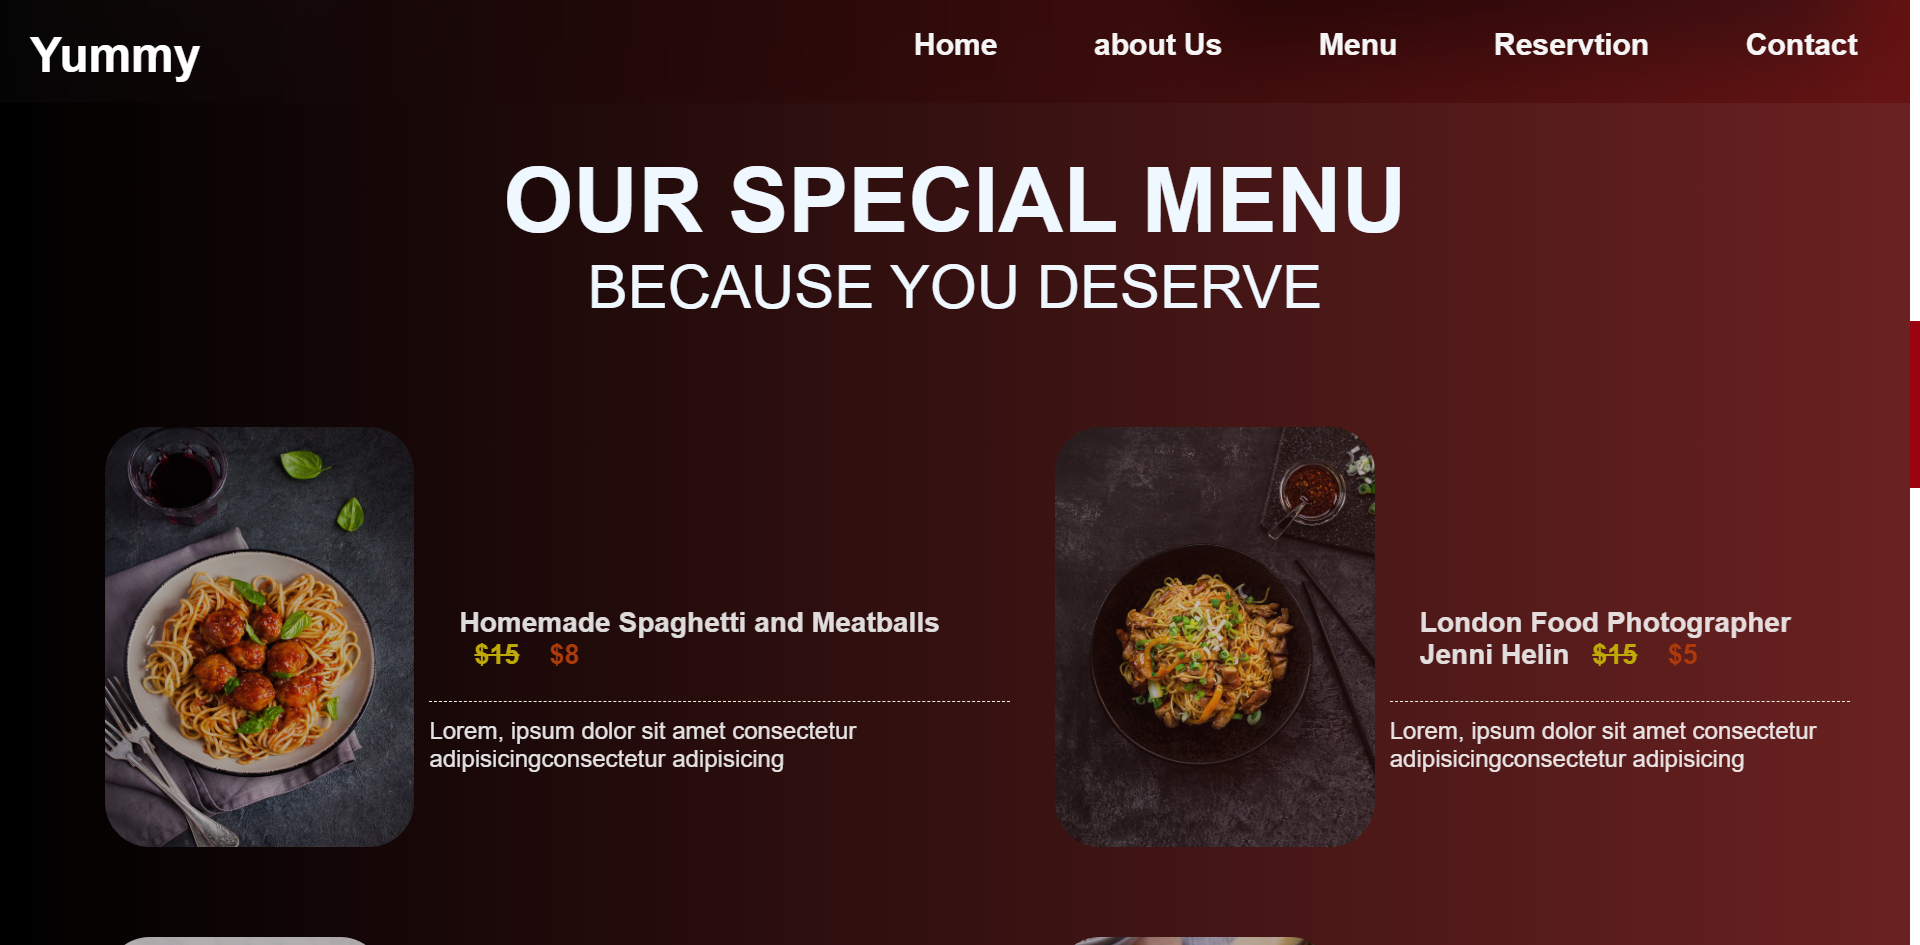 Yummy
Home about Us Menu Reservtion Contact
OUR SPECIAL MENU
BECAUSE YOU DESERVE
Homemade Spaghetti and Meatballs
$15 $8
Lorem, ipsum dolor sit amet consectetur
adipisicingconsectetur adipisicing
London Food Photographer
Jenni Helin $15 $5
Lorem, ipsum dolor sit amet consectetur
adipisicingconsectetur adipisicing